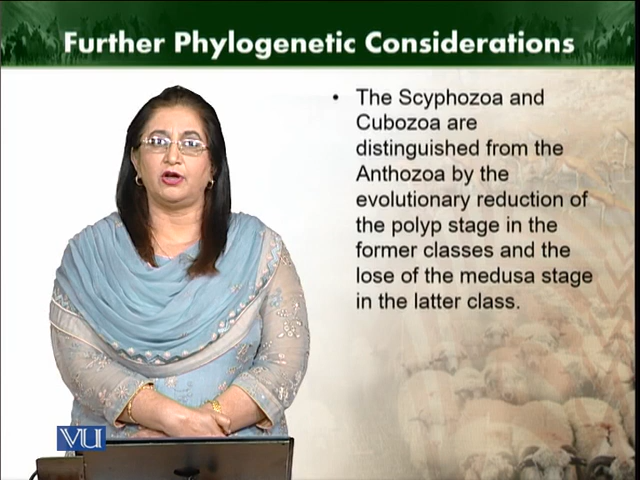 Further Phylogenetic Considerations
• The Scyphozoa and
Cubozoa are
distinguished from the
Anthozoa by the
evolutionary reduction of
the polyp stage in the
former classes and the
lose of the medusa stage
in the latter class.
VU